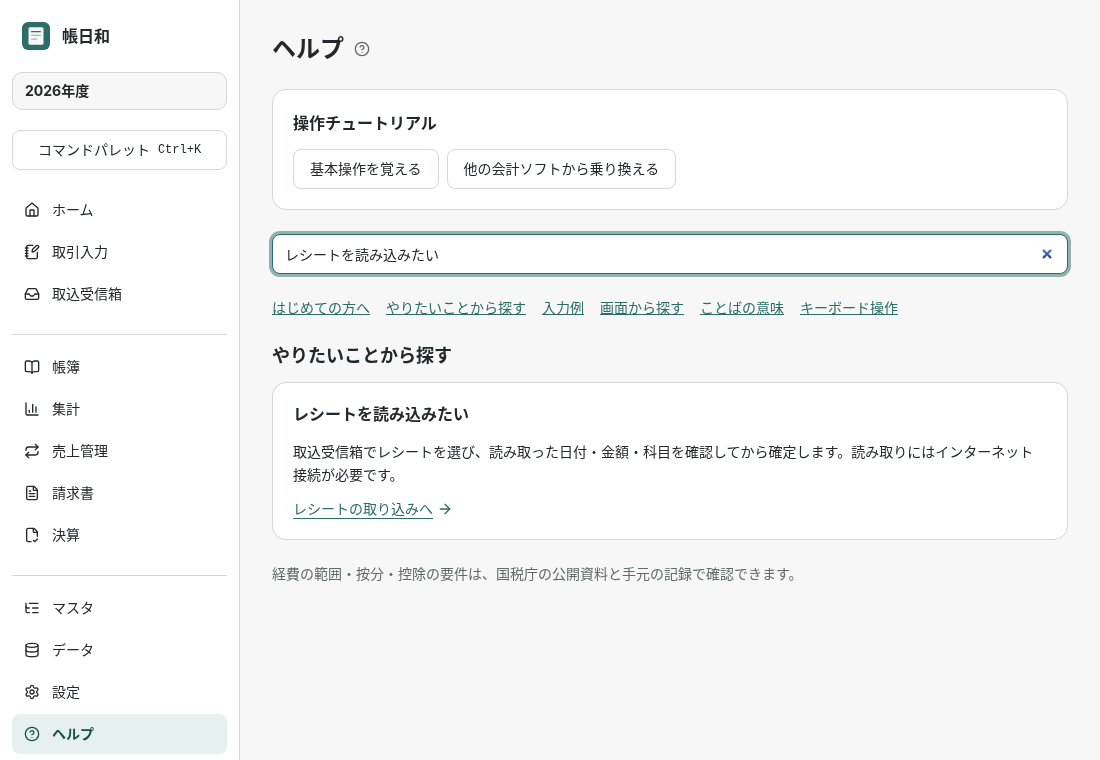 帳日和
2026年度
コマンドパレット Ctrl+K
ホーム
取引入力
取込受信箱
帳簿
集計
売上管理
請求書
決算
マスタ
データ
設定
ヘルプ
ヘルプ
操作チュートリアル
基本操作を覚える 他の会計ソフトから乗り換える
レシートを読み込みたい
はじめての方へ やりたいことから探す 入力例 画面から探す ことばの意味 キーボード操作
やりたいことから探す
レシートを読み込みたい
取込受信箱でレシートを選び、読み取った日付・金額・科目を確認してから確定します。読み取りにはインターネット
接続が必要です。
レシートの取り込みへ →
経費の範囲・按分・控除の要件は、国税庁の公開資料と手元の記録で確認できます。